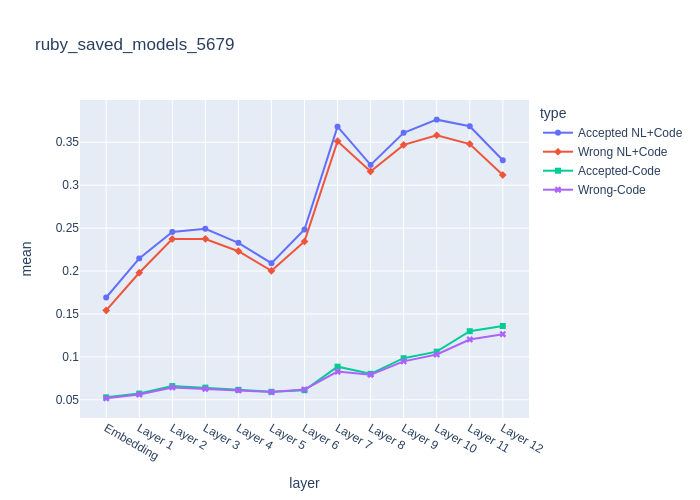 ruby_saved_models_5679
type
Accepted NL+Code
Wrong NL+Code
Accepted-Code
Wrong-Code
mean
0.35
0.3
0.25
0.2
0.15
0.1
0.05
Embedding
Layer 1
Layer 2
Layer 3
Layer 4
Layer 5
Layer 6
Layer 7
Layer 8
Layer 9
Layer 10
Layer 11
Layer 12
layer